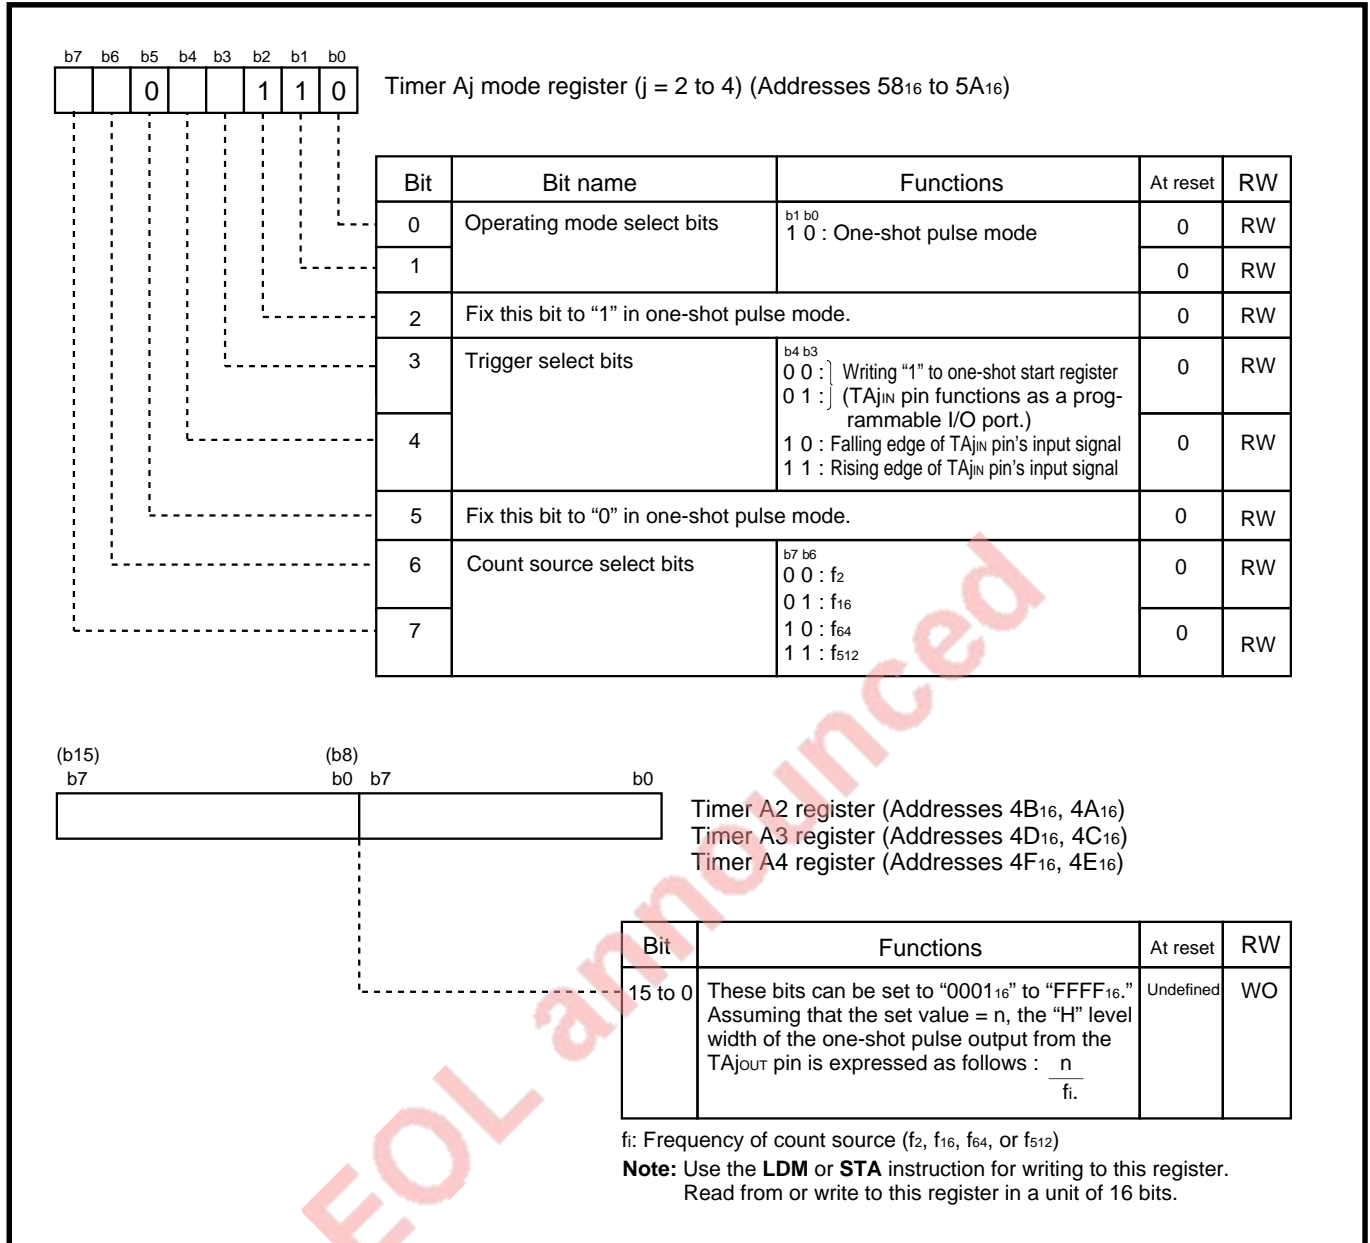 b7 b6 b5 b4 b3 b2 b1 b0
0 1 1 0
Timer Aj mode register (j = 2 to 4) (Addresses 5816 to 5A16)
Bit Bit name Functions At reset RW
0 Operating mode select bits b1 b0 0 RW
1 0 : One-shot pulse mode
1 0 RW
2 Fix this bit to “1” in one-shot pulse mode. 0 RW
3 Trigger select bits b4 b3 0 RW
0 0 : Writing “1” to one-shot start register
0 1 : (TAjIN pin functions as a prog-
rammable I/O port.)
4 0 RW
1 0 : Falling edge of TAjIN pin’s input signal
1 1 : Rising edge of TAjIN pin’s input signal
5 Fix this bit to “0” in one-shot pulse mode. 0 RW
6 Count source select bits b7 b6 0 RW
0 0 : f2
0 1 : f16
7 1 0 : f64 0 RW
1 1 : f512
(b15) (b8)
b7 b0 b7 b0
Timer A2 register (Addresses 4B16, 4A16)
Timer A3 register (Addresses 4D16, 4C16)
Timer A4 register (Addresses 4F16, 4E16)
Bit Functions At reset RW
15 to 0 These bits can be set to “000116” to “FFFF16.” Undefined WO
Assuming that the set value = n, the “H” level
width of the one-shot pulse output from the
TAjOUT pin is expressed as follows : n
fi.
fi: Frequency of count source (f2, f16, f64, or f512)
Note: Use the LDM or STA instruction for writing to this register.
Read from or write to this register in a unit of 16 bits.
EOL announced